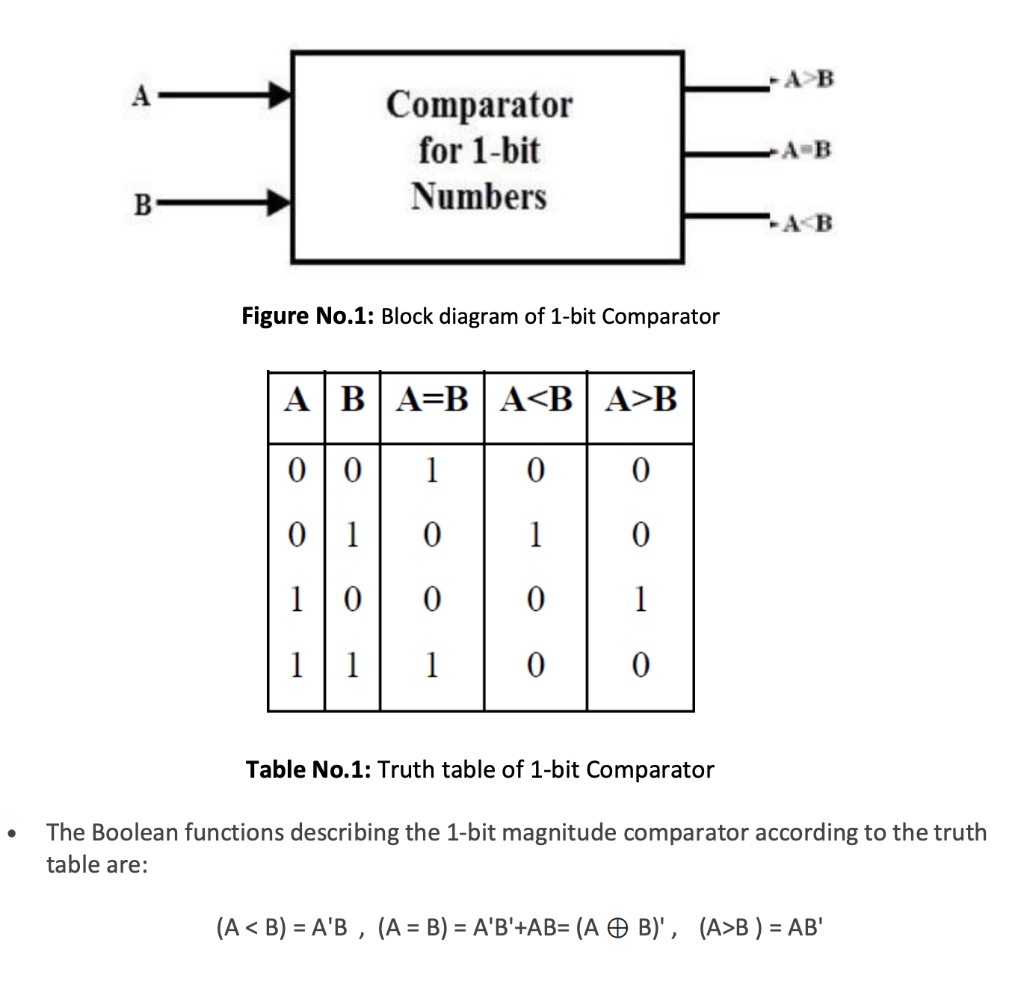 A
B
Comparator
for 1-bit
Numbers
A>B
A=B
A<B
Figure No.1: Block diagram of 1-bit Comparator
A B A=B A<B A>B
0 0 1 0 0
0 1 0 1 0
1 0 0 0 1
1 1 1 0 0
Table No.1: Truth table of 1-bit Comparator
• The Boolean functions describing the 1-bit magnitude comparator according to the truth
table are:
(A < B) = A'B , (A = B) = A'B'+AB= (A ⊕ B)' , (A>B ) = AB'